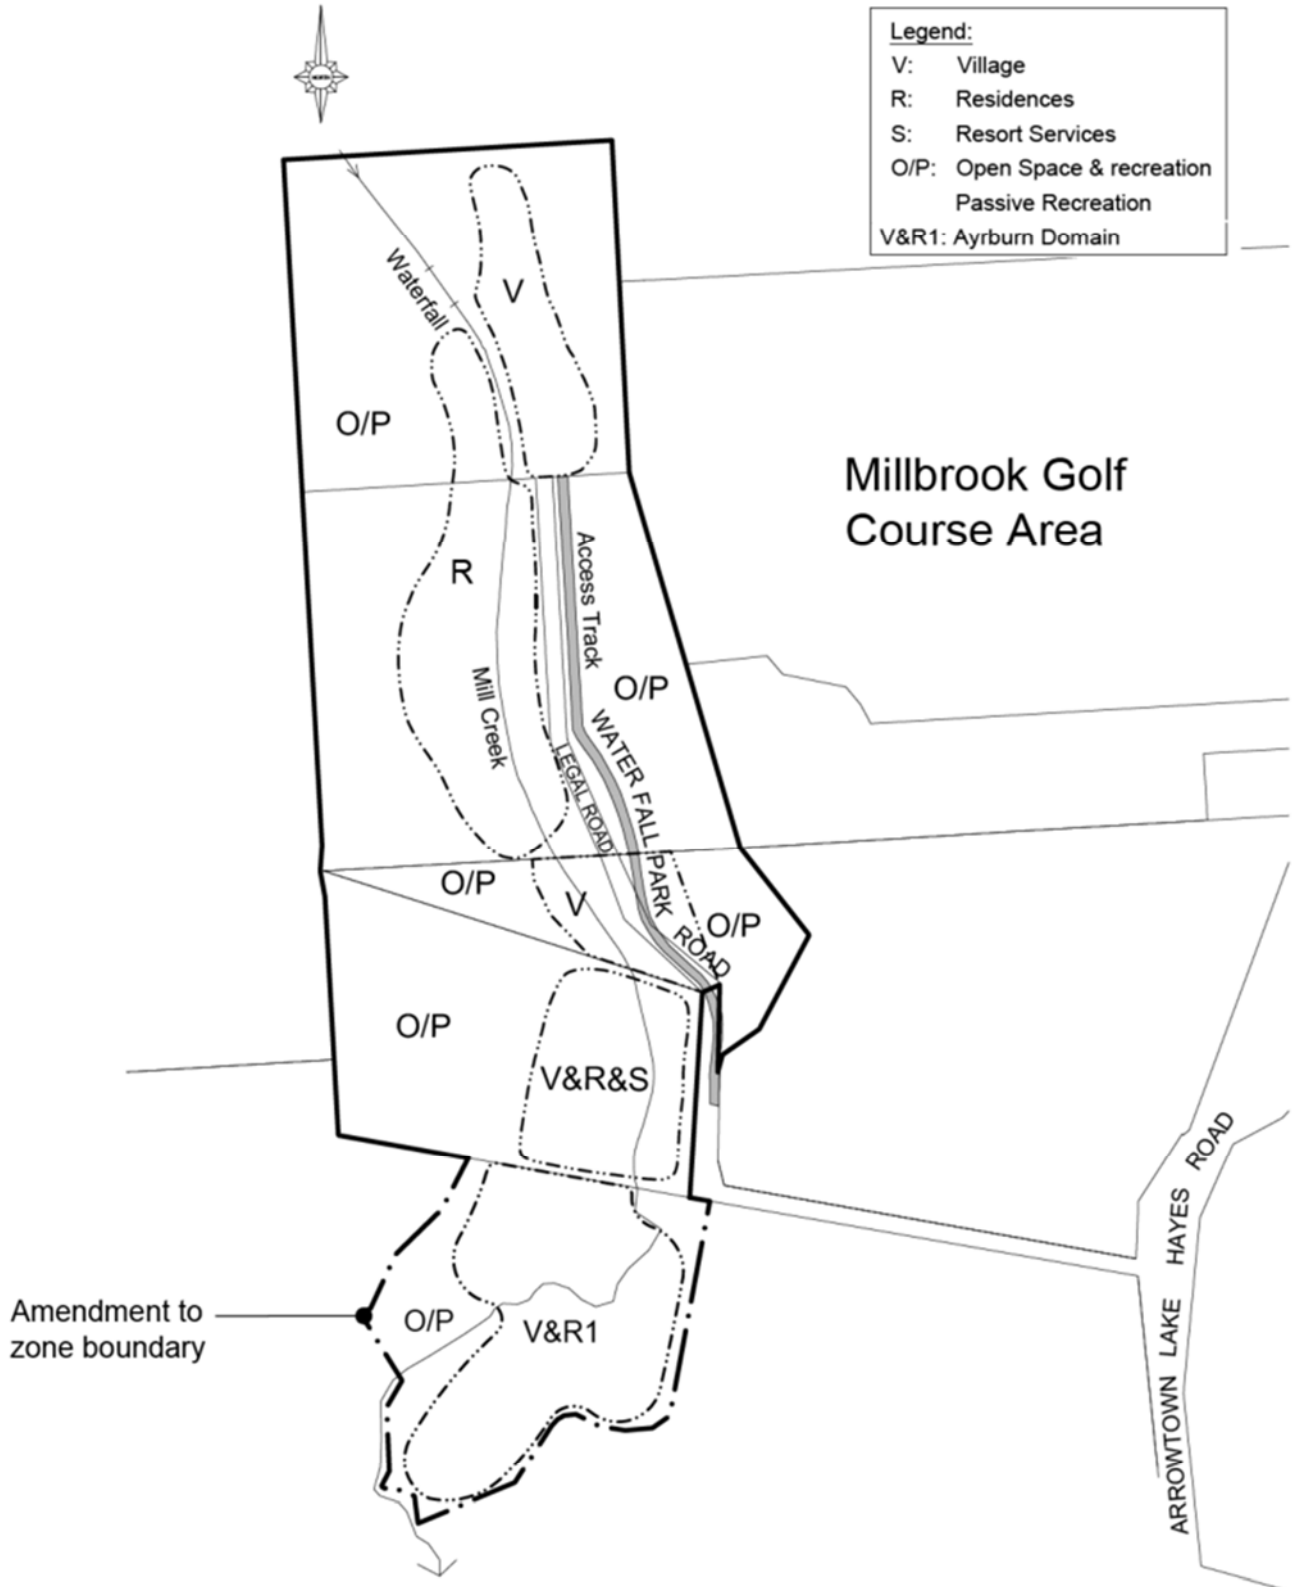 Legend:
V: Village
R: Residences
S: Resort Services
O/P: Open Space & recreation
Passive Recreation
V&R1: Ayrburn Domain
Waterfall
V
O/P
Millbrook Golf
Course Area
R
Access Track
O/P
Mill Creek
WATER FALL PARK ROAD
LEGAL ROAD
O/P
V
O/P
O/P
V&R&S
ARROWTOWN LAKE HAYES ROAD
Amendment to
zone boundary
O/P
V&R1